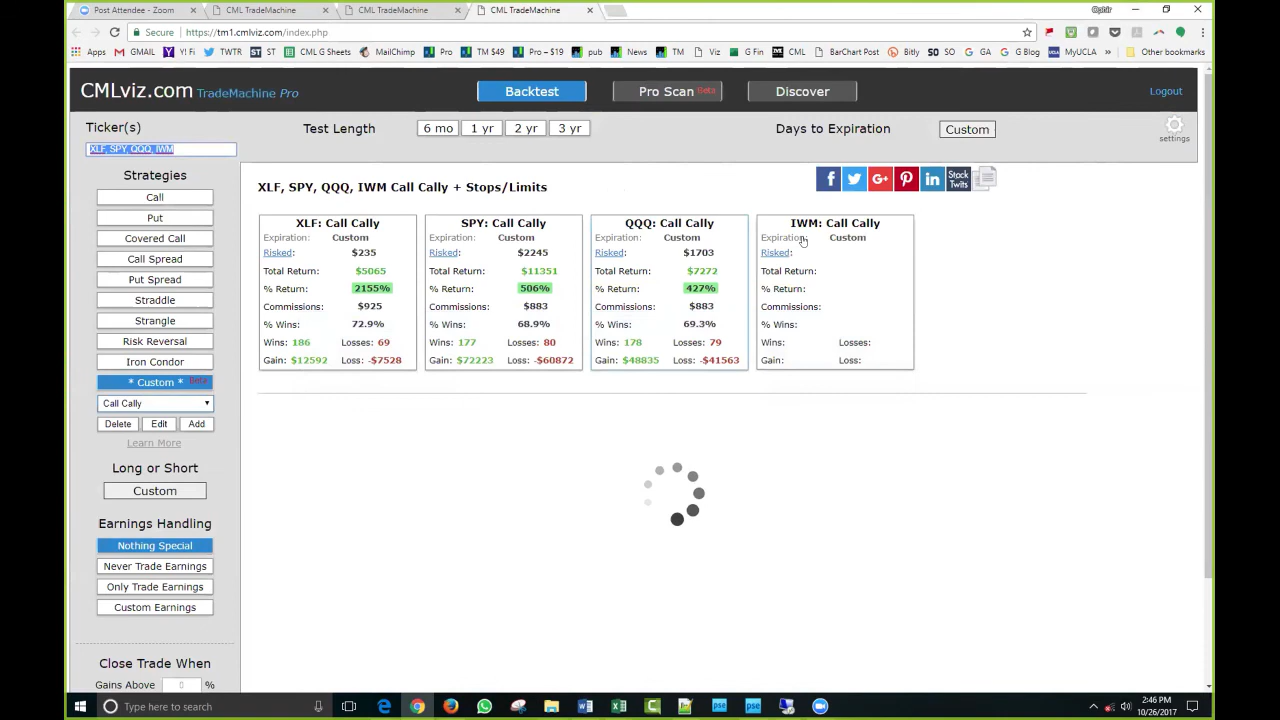 Post Attendee - Zoom
CML TradeMachine
CML TradeMachine
CML TradeMachine
Ophir
Secure
https://tm1.cmlviz.com/index.php
Apps
GMAIL
Y! Fi
TWTR
ST
CML G Sheets
MailChimp
Pro
TM $49
Pro – $19
pub
News
TM
Viz
G Fin
CML
BarChart Post
Bitly
SO
GA
G Blog
MyUCLA
»
Other bookmarks
CMLviz.com TradeMachine Pro
Backtest
Pro Scan Beta
Discover
Logout
Ticker(s)
Test Length
6 mo
1 yr
2 yr
3 yr
Days to Expiration
Custom
settings
XLF, SPY, QQQ, IWM
Strategies
Call
Put
Covered Call
Call Spread
Put Spread
Straddle
Strangle
Risk Reversal
Iron Condor
* Custom * Beta
Call Cally
Delete
Edit
Add
Learn More
Long or Short
Custom
Earnings Handling
Nothing Special
Never Trade Earnings
Only Trade Earnings
Custom Earnings
Close Trade When
Gains Above 0 %
XLF, SPY, QQQ, IWM Call Cally + Stops/Limits
Stock Twits
XLF: Call Cally
Expiration: Custom
Risked: $235
Total Return: $5065
% Return: 2155%
Commissions: $925
% Wins: 72.9%
Wins: 186 Losses: 69
Gain: $12592 Loss: -$7528
SPY: Call Cally
Expiration: Custom
Risked: $2245
Total Return: $11351
% Return: 506%
Commissions: $883
% Wins: 68.9%
Wins: 177 Losses: 80
Gain: $72223 Loss: -$60872
QQQ: Call Cally
Expiration: Custom
Risked: $1703
Total Return: $7272
% Return: 427%
Commissions: $883
% Wins: 69.3%
Wins: 178 Losses: 79
Gain: $48835 Loss: -$41563
IWM: Call Cally
Expiration: Custom
Risked:
Total Return:
% Return:
Commissions:
% Wins:
Wins: Losses:
Gain: Loss:
Type here to search
2:46 PM
10/26/2017